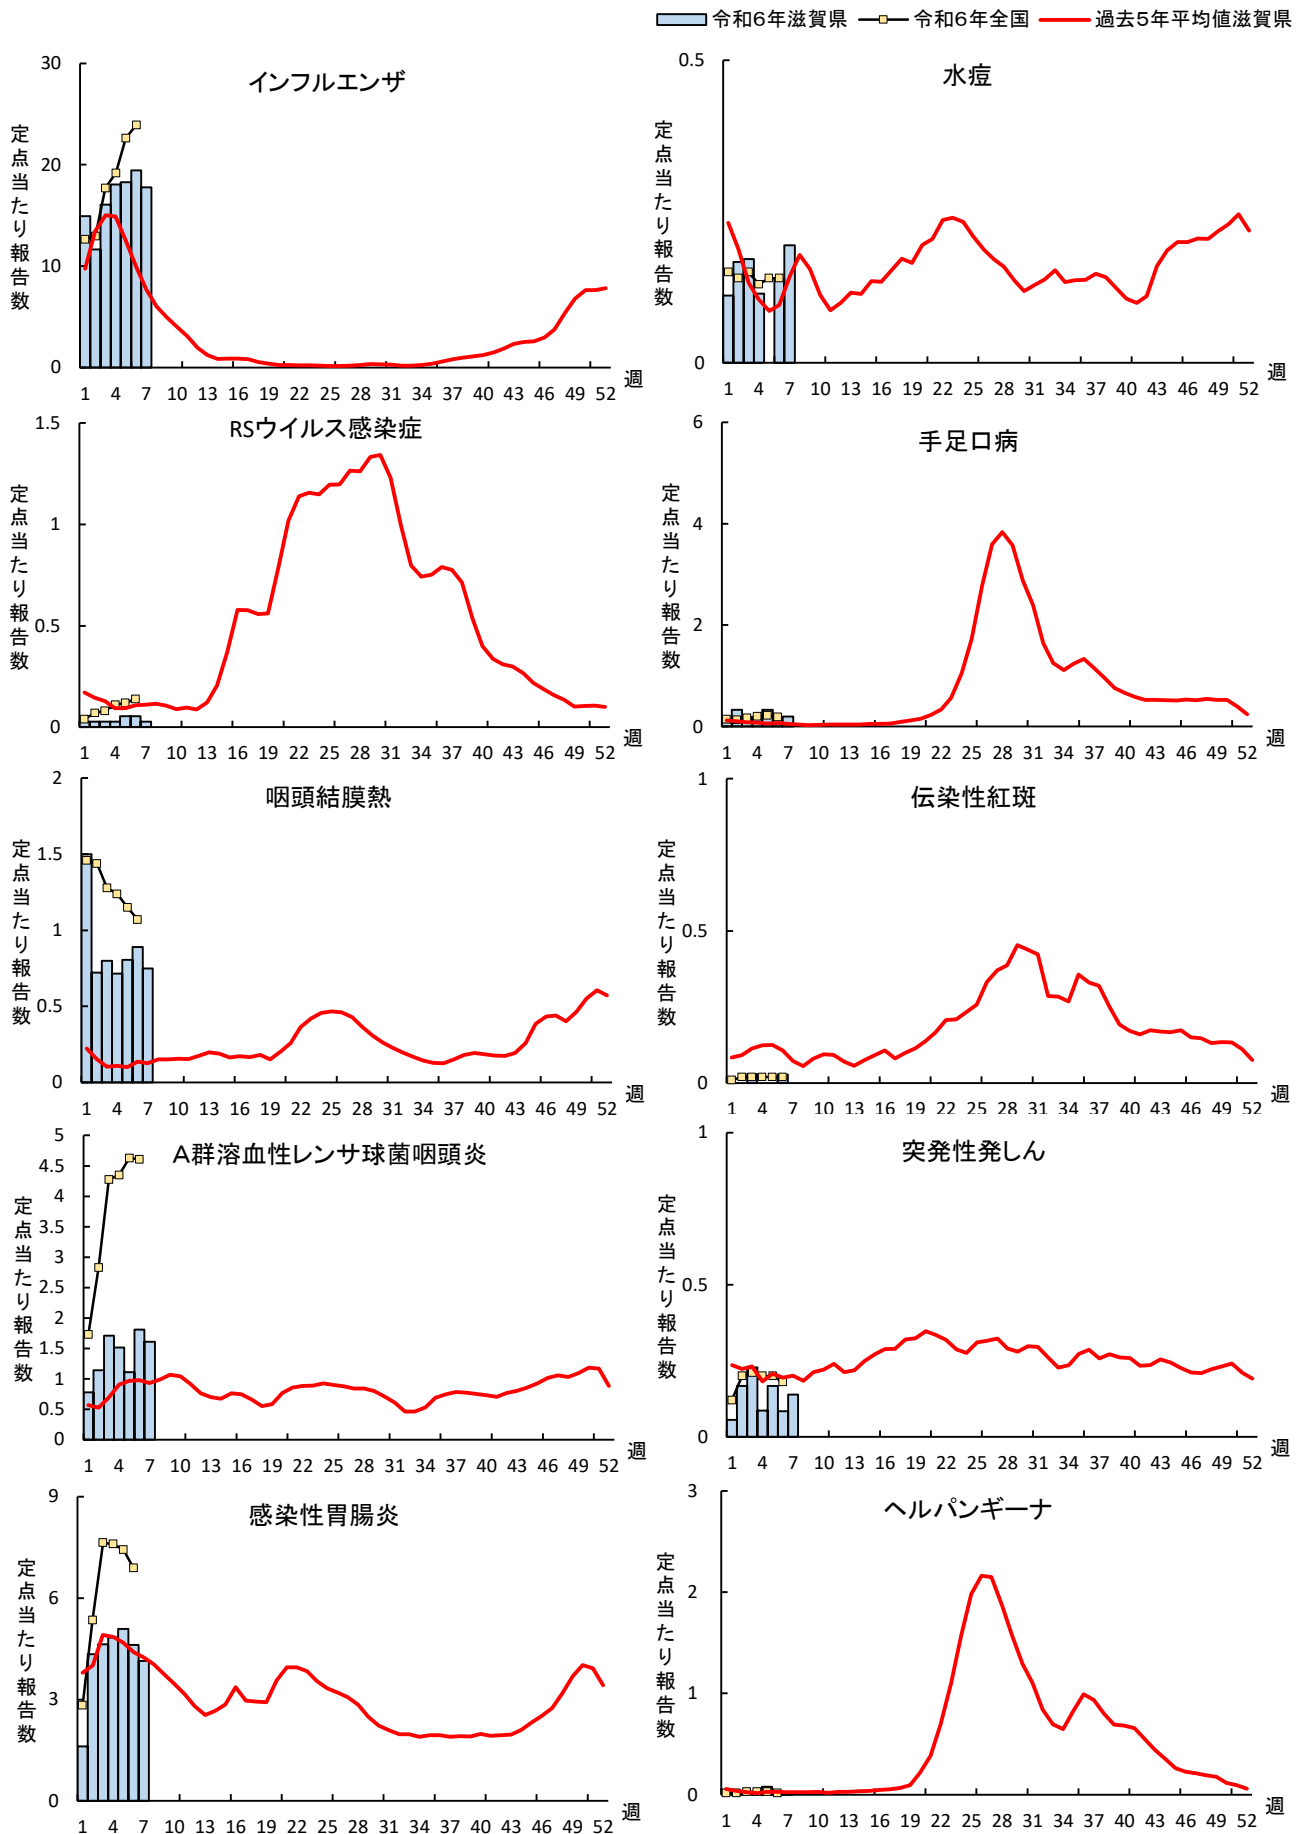 令和6年滋賀県 令和6年全国 過去5年平均値滋賀県
インフルエンザ
定点当たり報告数
30
20
10
0
1 4 7 10 13 16 19 22 25 28 31 34 37 40 43 46 49 52
週
水痘
定点当たり報告数
0.5
0
1 4 7 10 13 16 19 22 25 28 31 34 37 40 43 46 49 52
週
RSウイルス感染症
定点当たり報告数
1.5
1
0.5
0
1 4 7 10 13 16 19 22 25 28 31 34 37 40 43 46 49 52
週
手足口病
定点当たり報告数
6
4
2
0
1 4 7 10 13 16 19 22 25 28 31 34 37 40 43 46 49 52
週
咽頭結膜熱
定点当たり報告数
2
1.5
1
0.5
0
1 4 7 10 13 16 19 22 25 28 31 34 37 40 43 46 49 52
週
伝染性紅斑
定点当たり報告数
1
0.5
0
1 4 7 10 13 16 19 22 25 28 31 34 37 40 43 46 49 52
週
A群溶血性レンサ球菌咽頭炎
定点当たり報告数
5
4.5
4
3.5
3
2.5
2
1.5
1
0.5
0
1 4 7 10 13 16 19 22 25 28 31 34 37 40 43 46 49 52
週
突発性発しん
定点当たり報告数
1
0.5
0
1 4 7 10 13 16 19 22 25 28 31 34 37 40 43 46 49 52
週
感染性胃腸炎
定点当たり報告数
9
6
3
0
1 4 7 10 13 16 19 22 25 28 31 34 37 40 43 46 49 52
週
ヘルパンギーナ
定点当たり報告数
3
2
1
0
1 4 7 10 13 16 19 22 25 28 31 34 37 40 43 46 49 52
週